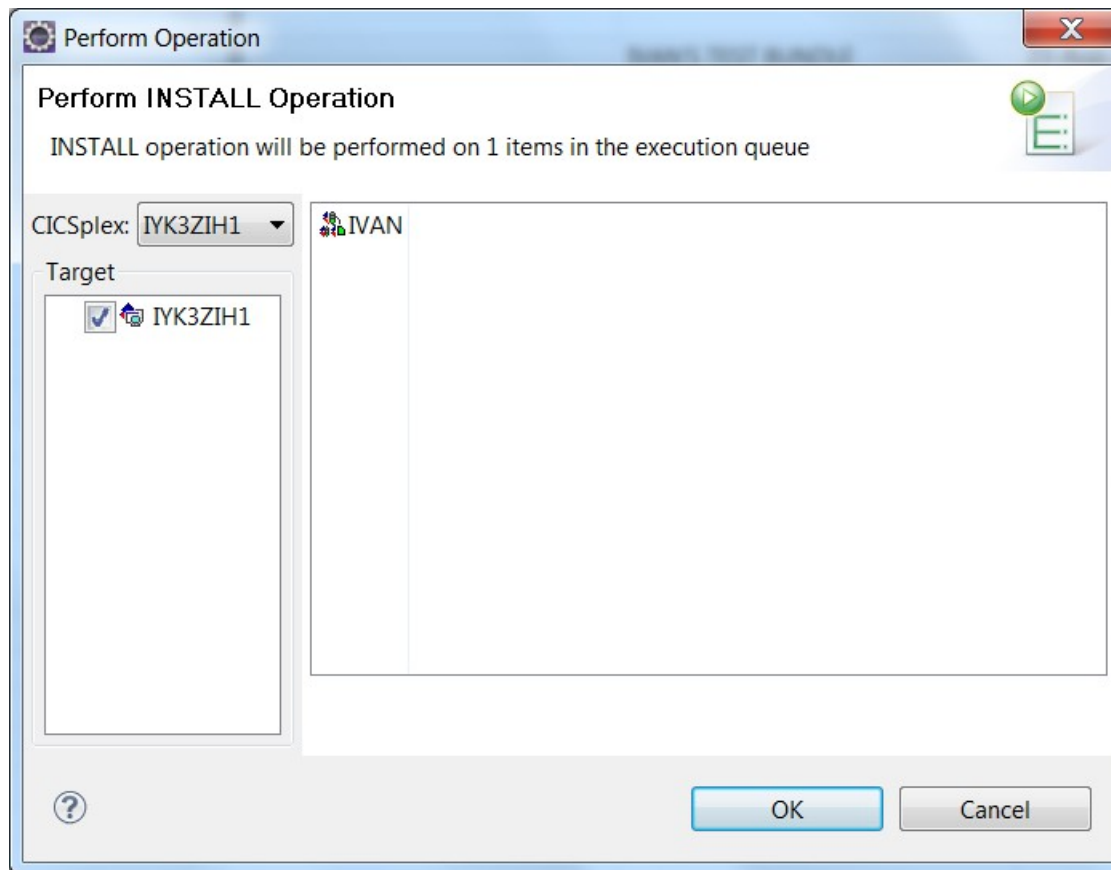 Perform Operation
Perform INSTALL Operation
INSTALL operation will be performed on 1 items in the execution queue
CICSplex: IYK3ZIH1
IVAN
Target
IYK3ZIH1
OK
Cancel